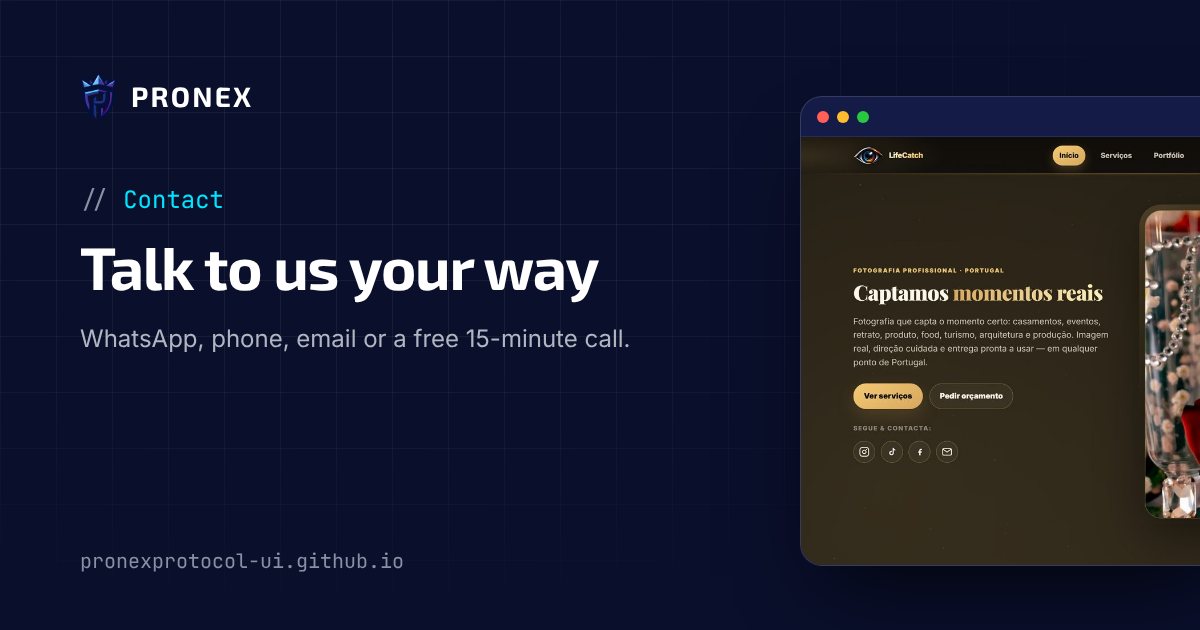 PRONEX
// Contact
Talk to us your way
WhatsApp, phone, email or a free 15-minute call.
pronexprotocol-ui.github.io
LifeCatch
Início
Serviços
Portfólio
FOTOGRAFIA PROFISSIONAL · PORTUGAL
Captamos momentos reais
Fotografia que capta o momento certo: casamentos, eventos,
retrato, produto, food, turismo, arquitetura e produção. Imagem
real, direção cuidada e entrega pronta a usar — em qualquer
ponto de Portugal.
Ver serviços
Pedir orçamento
SEGUE & CONTACTA: